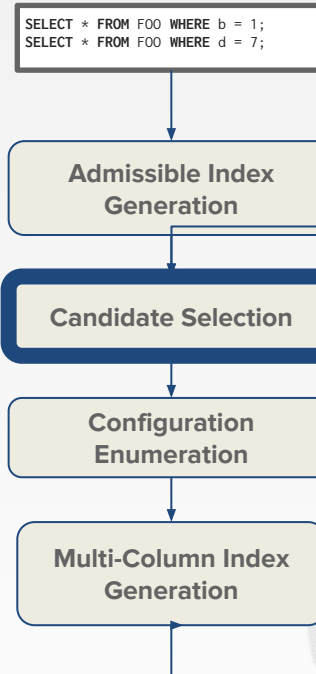 SELECT * FROM FOO WHERE b = 1;
SELECT * FROM FOO WHERE d = 7;
Admissible Index
Generation
Candidate Selection
Configuration
Enumeration
Multi-Column Index
Generation